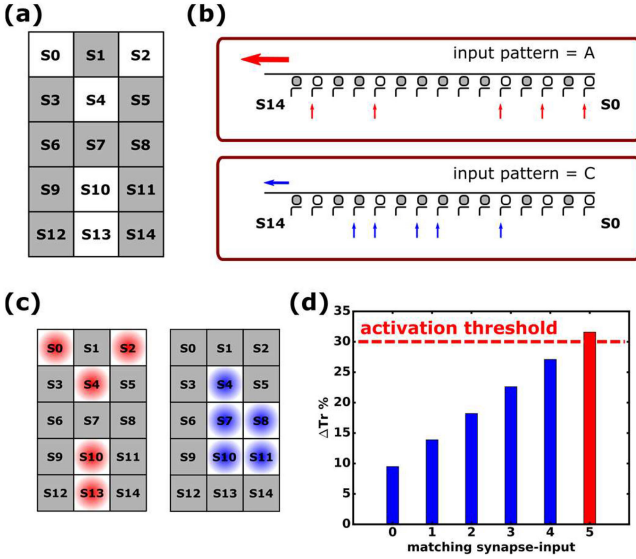 (a)
S0 S1 S2
S3 S4 S5
S6 S7 S8
S9 S10 S11
S12 S13 S14
(b)
input pattern = A
S14 S0
input pattern = C
S14 S0
(c)
S0 S1 S2
S3 S4 S5
S6 S7 S8
S9 S10 S11
S12 S13 S14
S0 S1 S2
S3 S4 S5
S6 S7 S8
S9 S10 S11
S12 S13 S14
(d)
activation threshold
ΔTr %
35
30
25
20
15
10
5
0
0 1 2 3 4 5
matching synapse-input